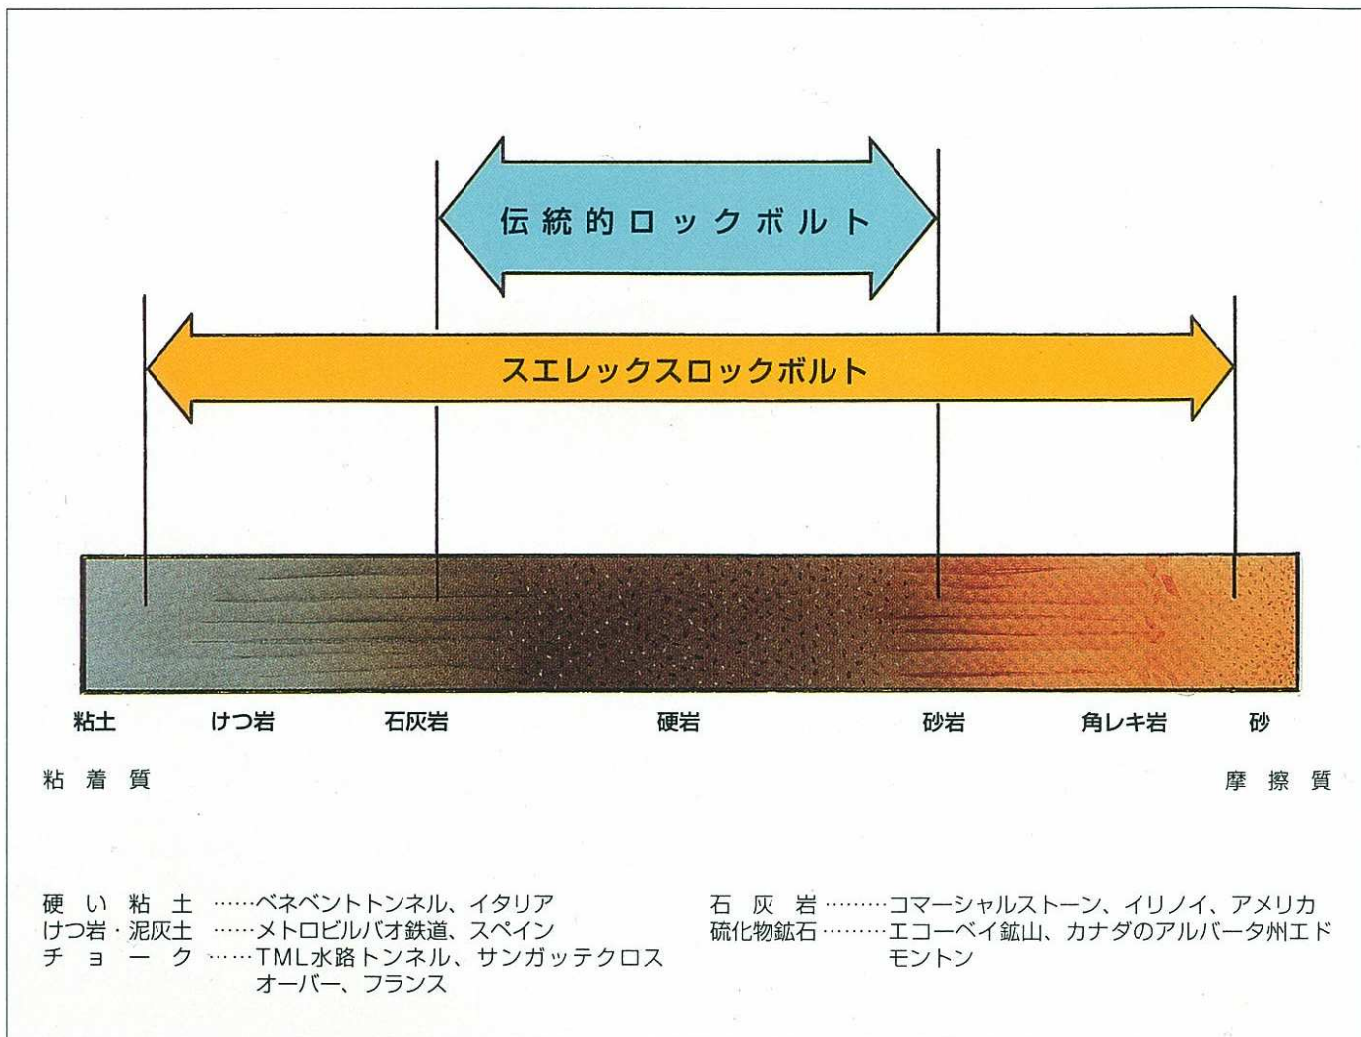 伝統的ロックボルト
スエレックスロックボルト
粘土 けつ岩 石灰岩 硬岩 砂岩 角レキ岩 砂
粘着質 摩擦質
硬い粘土……ベネベントトンネル、イタリア
けつ岩・泥灰土……メトロビルバオ鉄道、スペイン
チョーク……TML水路トンネル、サンガッテクロス
オーバー、フランス
石灰岩………コマーシャルストーン、イリノイ、アメリカ
硫化物鉱石………エコーベイ鉱山、カナダのアルバータ州エド
モントン